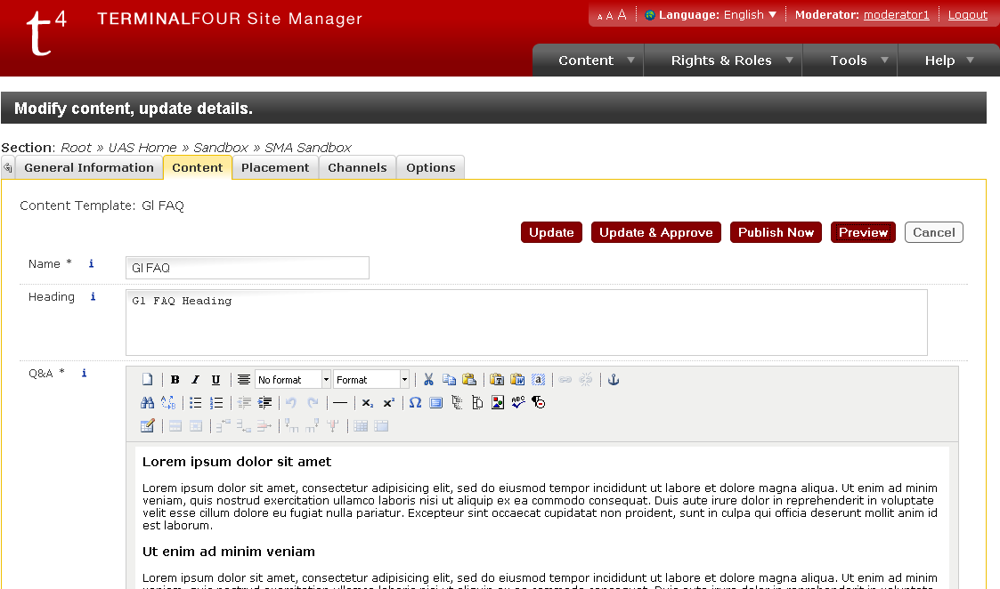 t4 TERMINALFOUR Site Manager
A A A Language: English Moderator: moderator1 Logout
Content Rights & Roles Tools Help
Modify content, update details.
Section: Root » UAS Home » Sandbox » SMA Sandbox
General Information Content Placement Channels Options
Content Template: Gl FAQ
Update Update & Approve Publish Now Preview Cancel
Name * i Gl FAQ
Heading i Gl FAQ Heading
Q&A * i
B I U No format Format
Lorem ipsum dolor sit amet
Lorem ipsum dolor sit amet, consectetur adipisicing elit, sed do eiusmod tempor incididunt ut labore et dolore magna aliqua. Ut enim ad minim
veniam, quis nostrud exercitation ullamco laboris nisi ut aliquip ex ea commodo consequat. Duis aute irure dolor in reprehenderit in voluptate
velit esse cillum dolore eu fugiat nulla pariatur. Excepteur sint occaecat cupidatat non proident, sunt in culpa qui officia deserunt mollit anim id
est laborum.
Ut enim ad minim veniam
Lorem ipsum dolor sit amet, consectetur adipisicing elit, sed do eiusmod tempor incididunt ut labore et dolore magna aliqua. Ut enim ad minim